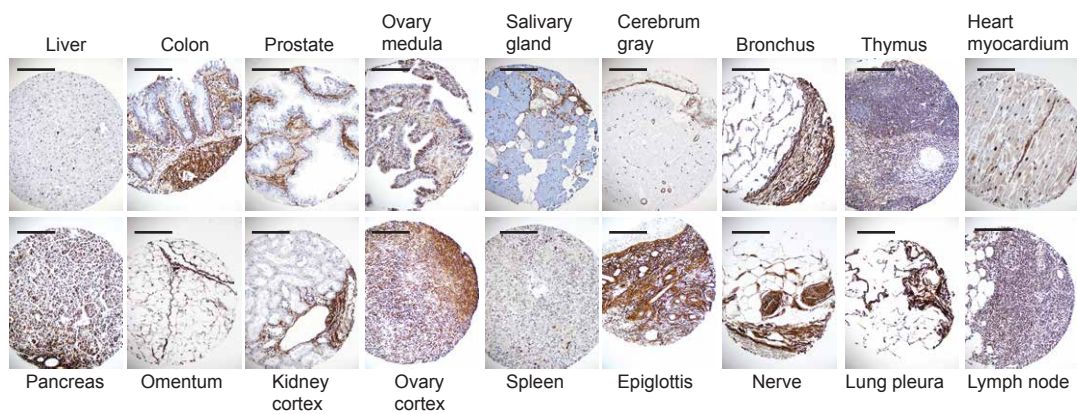 Liver
Colon
Prostate
Ovary
medula
Salivary
gland
Cerebrum
gray
Bronchus
Thymus
Heart
myocardium
Pancreas
Omentum
Kidney
cortex
Ovary
cortex
Spleen
Epiglottis
Nerve
Lung pleura
Lymph node